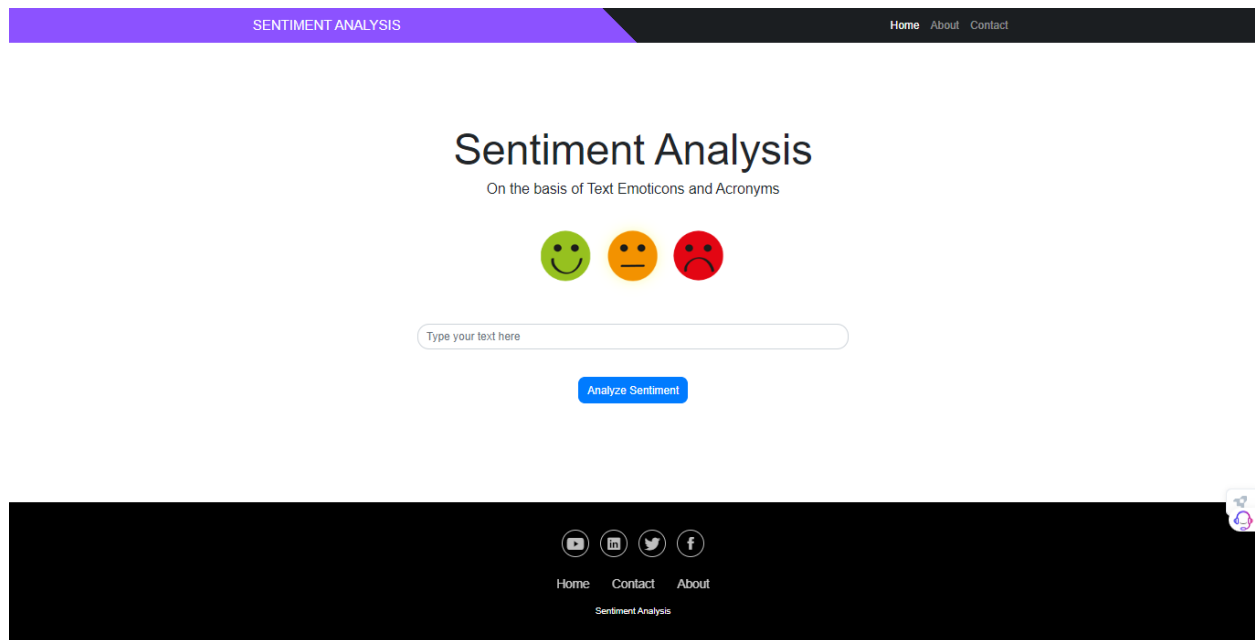 SENTIMENT ANALYSIS
Home About Contact
Sentiment Analysis
On the basis of Text Emoticons and Acronyms
Type your text here
Analyze Sentiment
Home Contact About
Sentiment Analysis